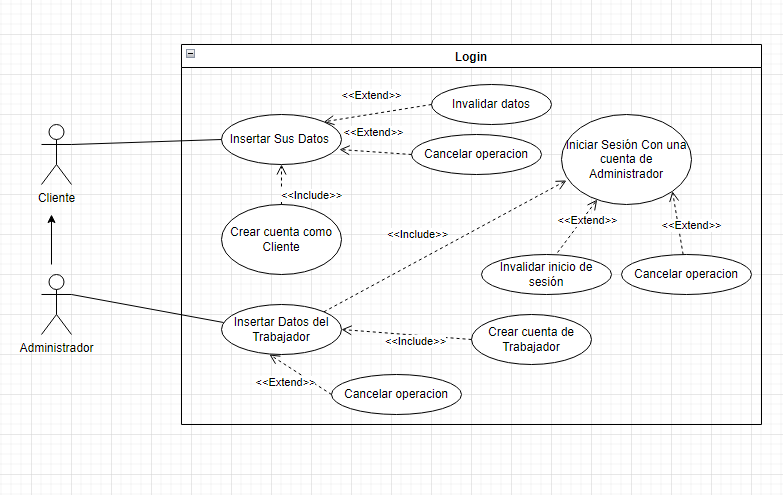 Login
<<Extend>>
Invalidar datos
Insertar Sus Datos
<<Extend>>
Cancelar operacion
Iniciar Sesión Con una
cuenta de
Administrador
Cliente
<<Include>>
Crear cuenta como
Cliente
<<Include>>
<<Extend>>
<<Extend>>
Invalidar inicio de
sesión
Cancelar operacion
Administrador
Insertar Datos del
Trabajador
<<Include>>
Crear cuenta de
Trabajador
<<Extend>>
Cancelar operacion